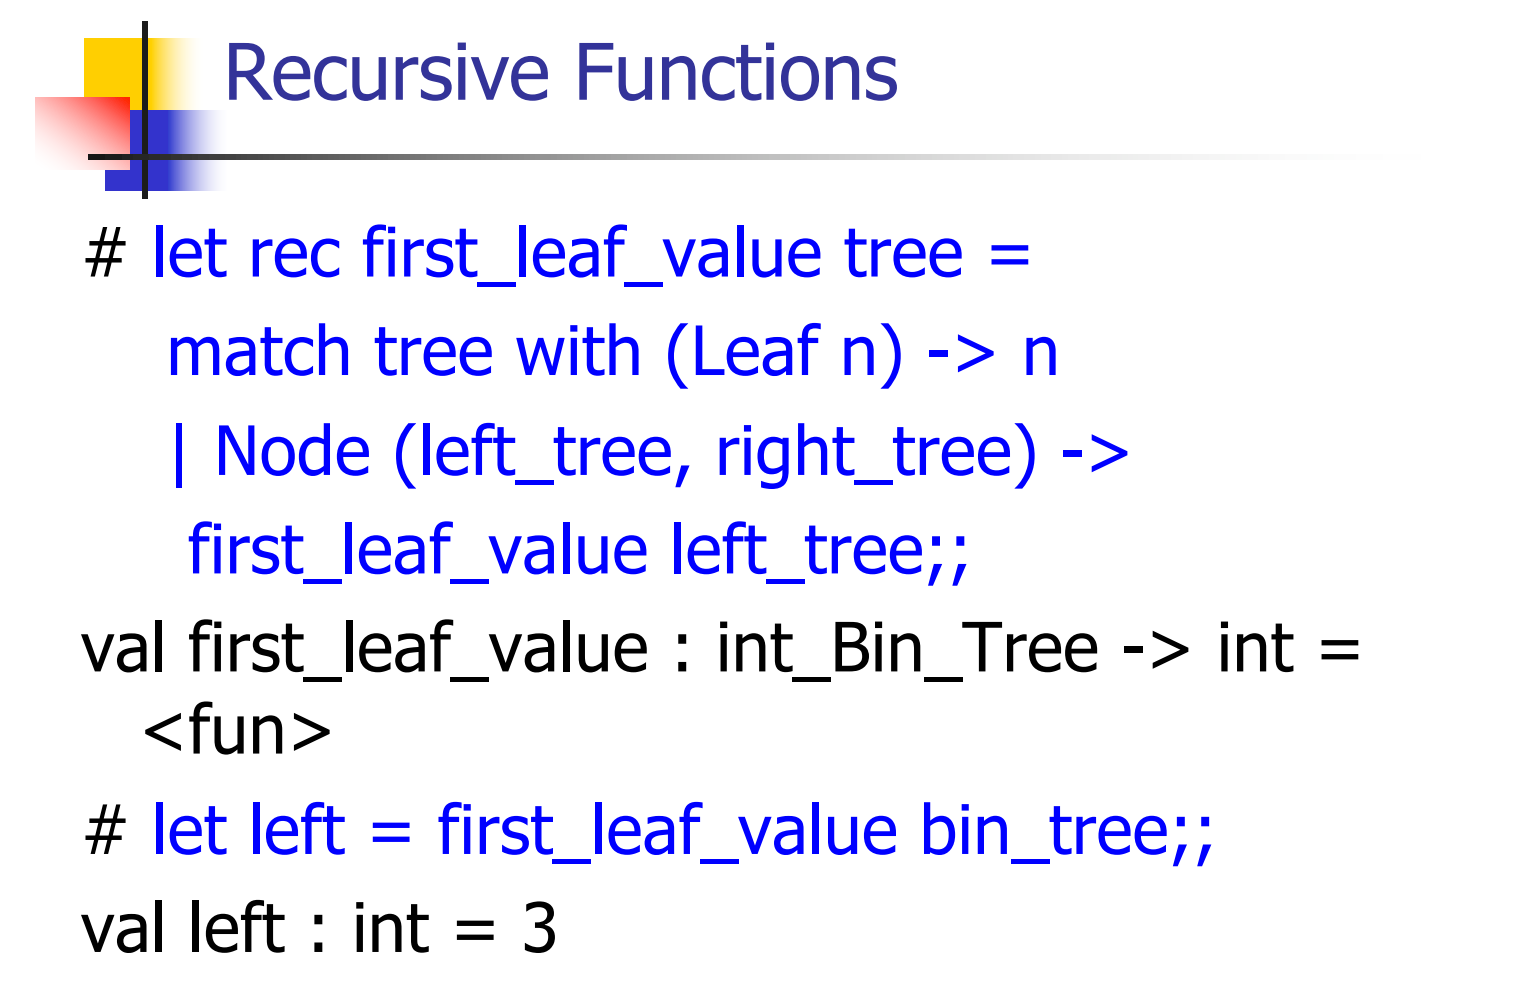 Recursive Functions
# let rec first_leaf_value tree =
match tree with (Leaf n) -> n
| Node (left_tree, right_tree) ->
first_leaf_value left_tree;;
val first_leaf_value : int_Bin_Tree -> int =
<fun>
# let left = first_leaf_value bin_tree;;
val left : int = 3